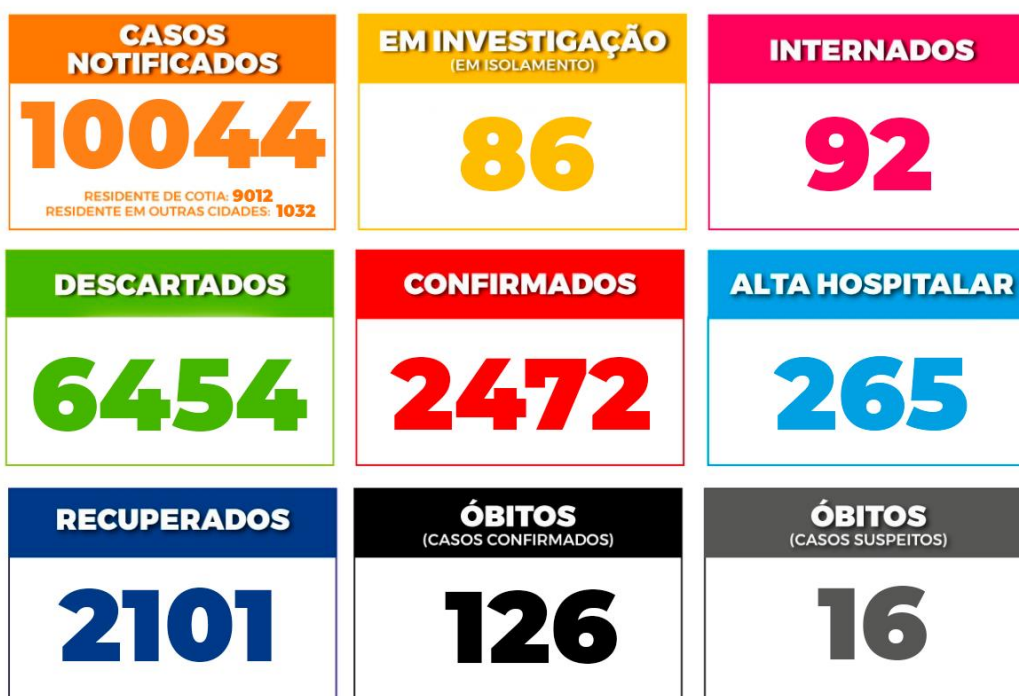 CASOS
NOTIFICADOS
10044
RESIDENTE DE COTIA: 9012
RESIDENTE EM OUTRAS CIDADES: 1032
EM INVESTIGAÇÃO
(EM ISOLAMENTO)
86
INTERNADOS
92
DESCARTADOS
6454
CONFIRMADOS
2472
ALTA HOSPITALAR
265
RECUPERADOS
2101
ÓBITOS
(CASOS CONFIRMADOS)
126
ÓBITOS
(CASOS SUSPEITOS)
16